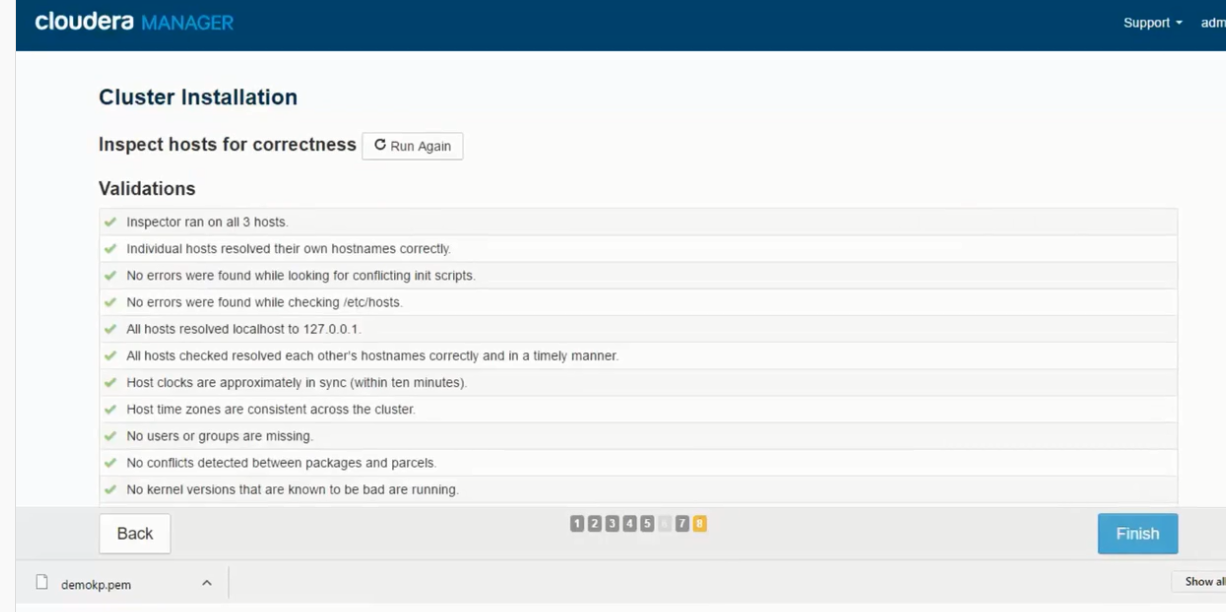 cloudera MANAGER
Support adm
Cluster Installation
Inspect hosts for correctness Run Again
Validations
Inspector ran on all 3 hosts.
Individual hosts resolved their own hostnames correctly.
No errors were found while looking for conflicting init scripts.
No errors were found while checking /etc/hosts.
All hosts resolved localhost to 127.0.0.1.
All hosts checked resolved each other's hostnames correctly and in a timely manner.
Host clocks are approximately in sync (within ten minutes).
Host time zones are consistent across the cluster.
No users or groups are missing.
No conflicts detected between packages and parcels.
No kernel versions that are known to be bad are running.
Back 1 2 3 4 5 6 7 8 Finish
demokp.pem Show all